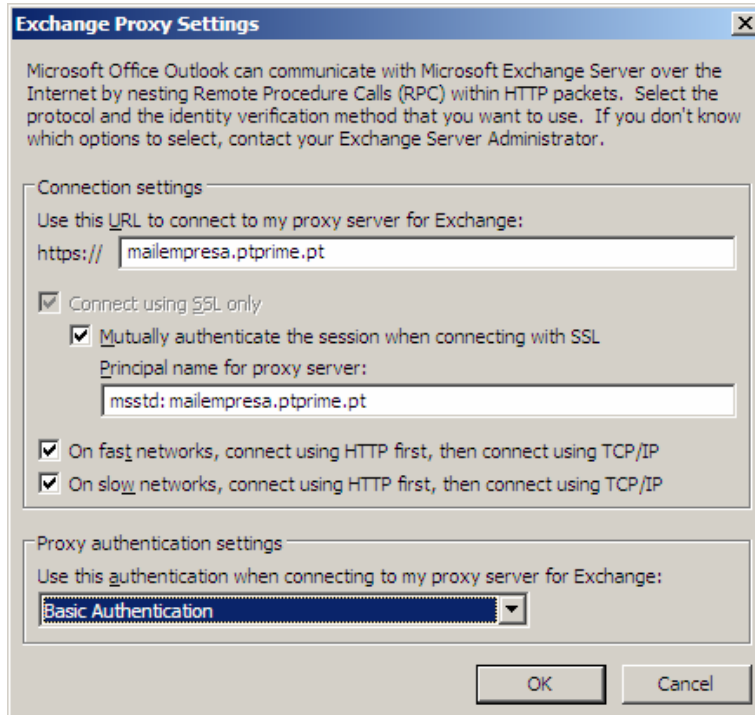 Exchange Proxy Settings
Microsoft Office Outlook can communicate with Microsoft Exchange Server over the
Internet by nesting Remote Procedure Calls (RPC) within HTTP packets.  Select the
protocol and the identity verification method that you want to use.  If you don't know
which options to select, contact your Exchange Server Administrator.
Connection settings
Use this URL to connect to my proxy server for Exchange:
https:// mailempresa.ptprime.pt
Connect using SSL only
Mutually authenticate the session when connecting with SSL
Principal name for proxy server:
msstd:mailempresa.ptprime.pt
On fast networks, connect using HTTP first, then connect using TCP/IP
On slow networks, connect using HTTP first, then connect using TCP/IP
Proxy authentication settings
Use this authentication when connecting to my proxy server for Exchange:
Basic Authentication
OK Cancel